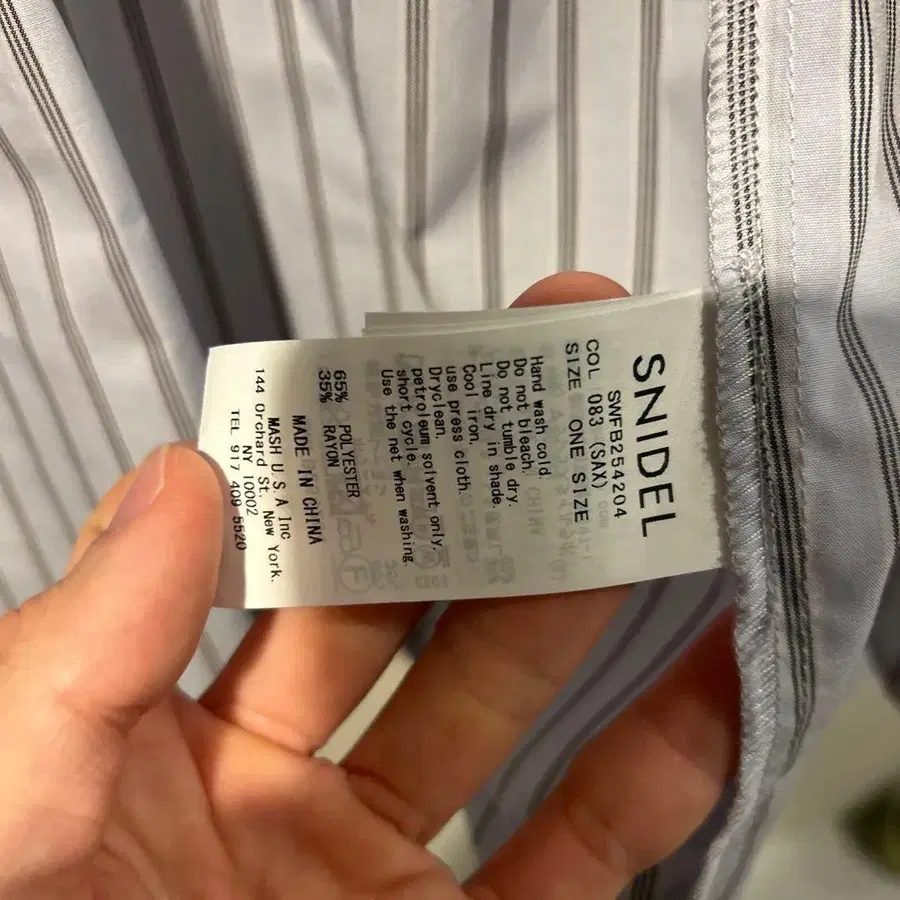 SNIDEL
SWFB254204
COL 083 (SAX)
SIZE ONE SIZE
Hand wash cold.
Do not bleach.
Do not tumble dry.
Line dry in shade.
Cool iron.
use press cloth.
Dryclean,
petroleum solvent only.
short cycle.
Use the net when washing.
65% POLYESTER
35% RAYON
MADE IN CHINA
MASH U S A Inc
144 Orchard St. New York.
NY 10002
TEL 917 409 5520